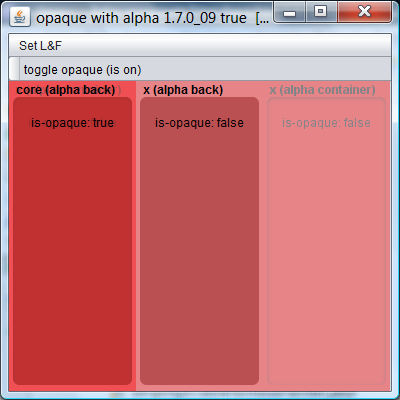 opaque with alpha 1.7.0_09 true [...
Set L&F
toggle opaque (is on)
core (alpha back) x (alpha back) x (alpha container)
is-opaque: true is-opaque: false is-opaque: false